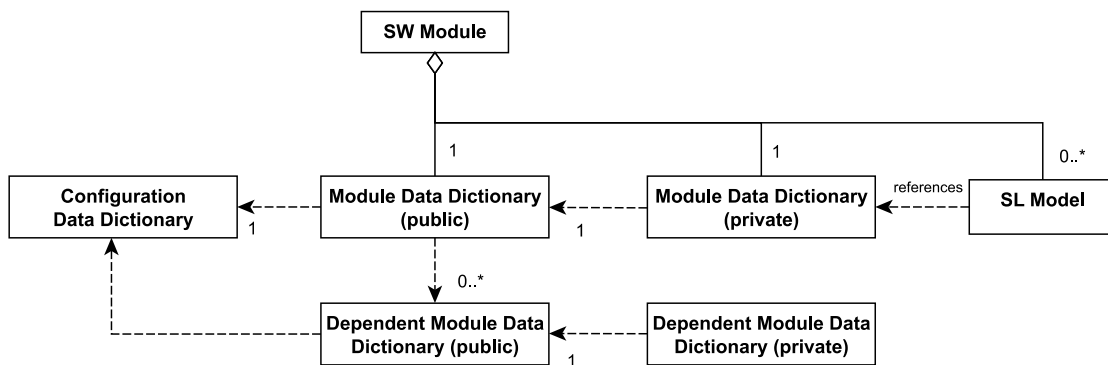 SW Module
1
1
0..*
Configuration
Data Dictionary
1
Module Data Dictionary
(public)
1
Module Data Dictionary
(private)
references
SL Model
0..*
Dependent Module Data
Dictionary (public)
1
Dependent Module Data
Dictionary (private)